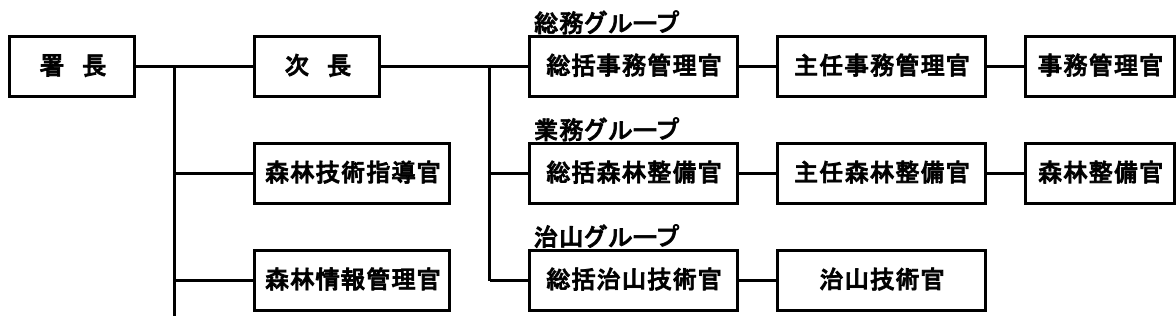 総務グループ
署 長
次 長
総括事務管理官
主任事務管理官
事務管理官
業務グループ
森林技術指導官
総括森林整備官
主任森林整備官
森林整備官
治山グループ
森林情報管理官
総括治山技術官
治山技術官